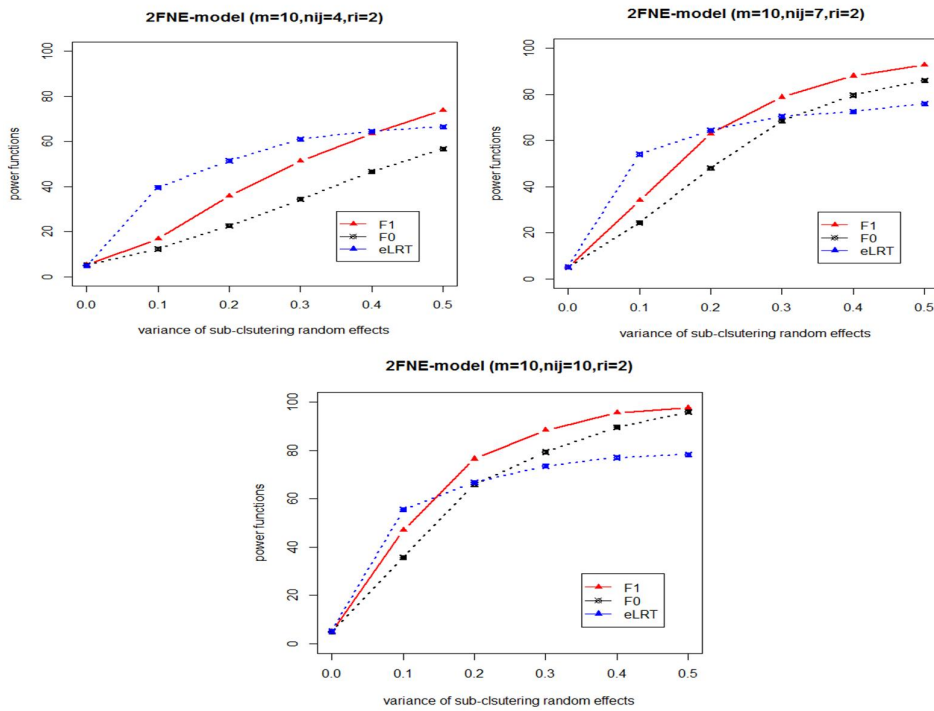 2FNE-model (m=10,nij=4,ri=2)
power functions
100
80
60
40
20
0
F1
F0
eLRT
0.0 0.1 0.2 0.3 0.4 0.5
variance of sub-clsutering random effects
2FNE-model (m=10,nij=7,ri=2)
power functions
100
80
60
40
20
0
F1
F0
eLRT
0.0 0.1 0.2 0.3 0.4 0.5
variance of sub-clsutering random effects
2FNE-model (m=10,nij=10,ri=2)
power functions
100
80
60
40
20
0
F1
F0
eLRT
0.0 0.1 0.2 0.3 0.4 0.5
variance of sub-clsutering random effects